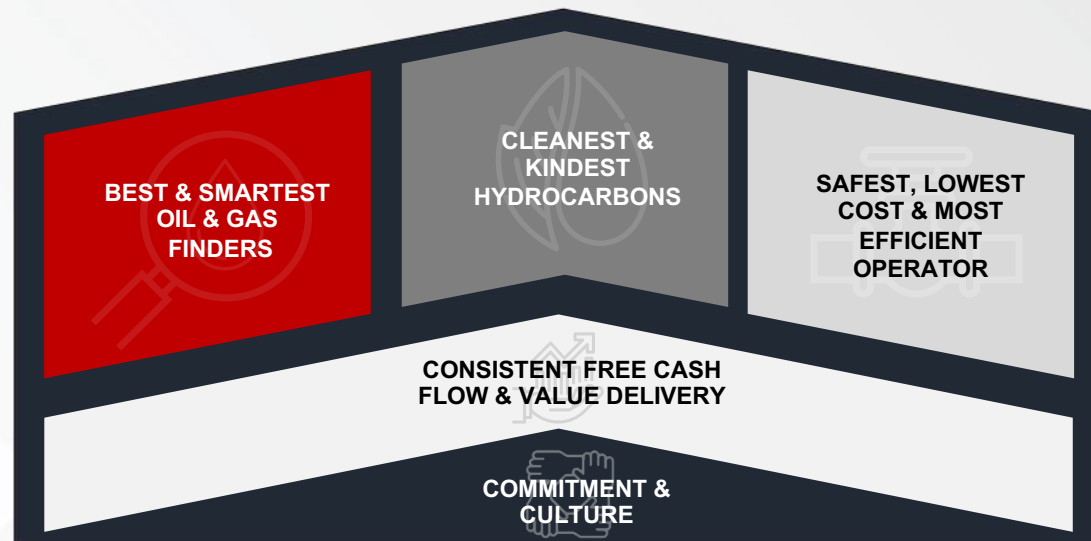 BEST & SMARTEST
OIL & GAS
FINDERS
CLEANEST &
KINDEST
HYDROCARBONS
SAFEST, LOWEST
COST & MOST
EFFICIENT
OPERATOR
CONSISTENT FREE CASH
FLOW & VALUE DELIVERY
COMMITMENT &
CULTURE